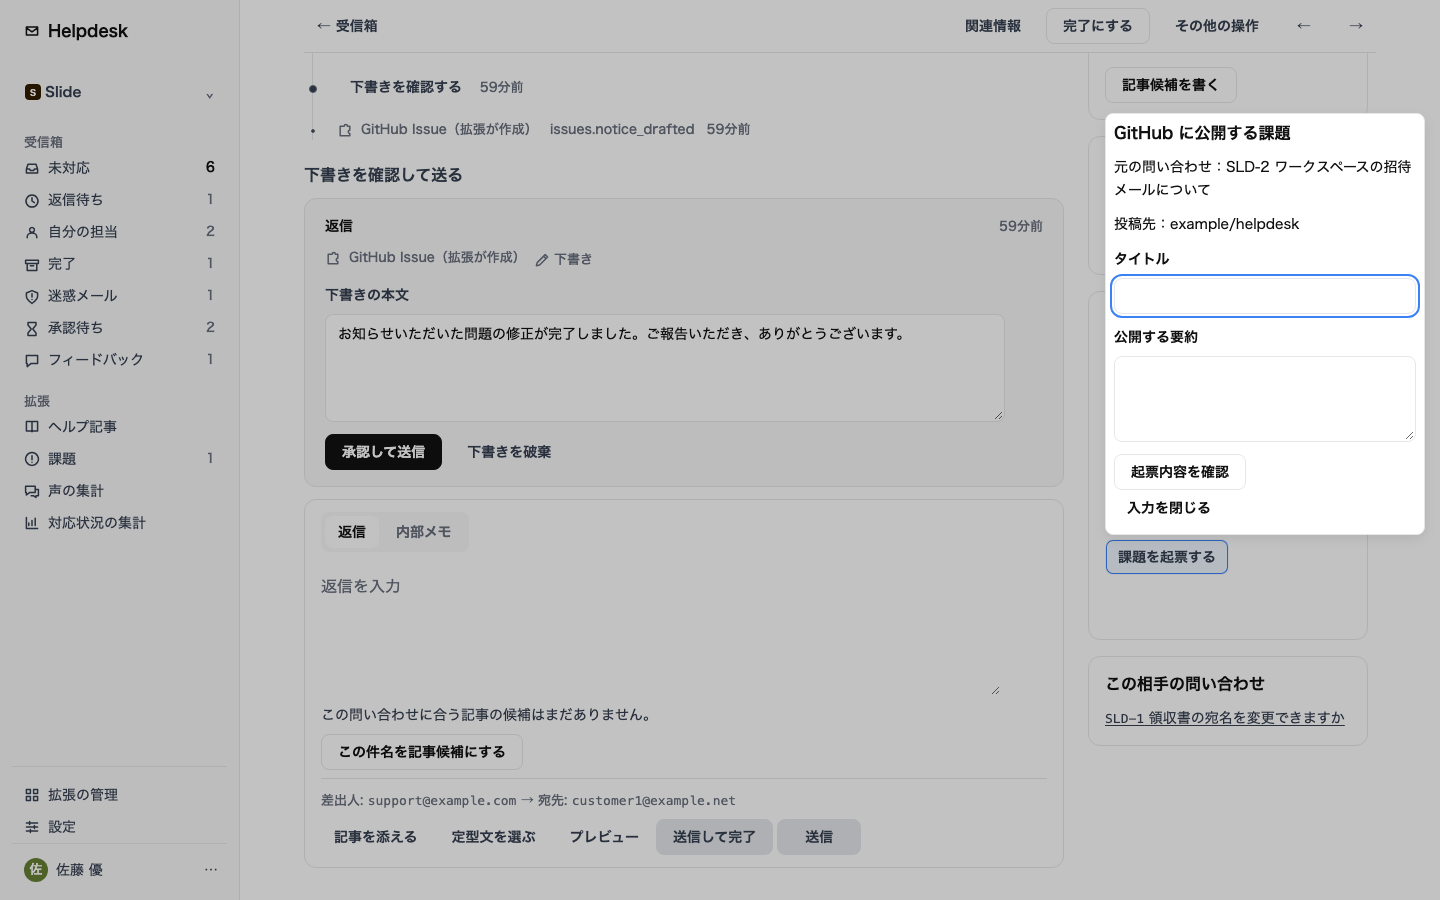 Helpdesk
S Slide
受信箱
未対応 6
返信待ち 1
自分の担当 2
完了 1
迷惑メール 1
承認待ち 2
フィードバック 1
拡張
ヘルプ記事
課題 1
声の集計
対応状況の集計
拡張の管理
設定
佐 佐藤 優 …
← 受信箱
関連情報 完了にする その他の操作 ← →
下書きを確認する 59分前
GitHub Issue（拡張が作成） issues.notice_drafted 59分前
下書きを確認して送る
返信 59分前
GitHub Issue（拡張が作成） 下書き
下書きの本文
お知らせいただいた問題の修正が完了しました。ご報告いただき、ありがとうございます。
承認して送信 下書きを破棄
返信 内部メモ
返信を入力
この問い合わせに合う記事の候補はまだありません。
この件名を記事候補にする
差出人: support@example.com → 宛先: customer1@example.net
記事を添える 定型文を選ぶ プレビュー 送信して完了 送信
記事候補を書く
GitHub に公開する課題
元の問い合わせ：SLD-2 ワークスペースの招待
メールについて
投稿先：example/helpdesk
タイトル
公開する要約
起票内容を確認
入力を閉じる
課題を起票する
この相手の問い合わせ
SLD-1 領収書の宛名を変更できますか